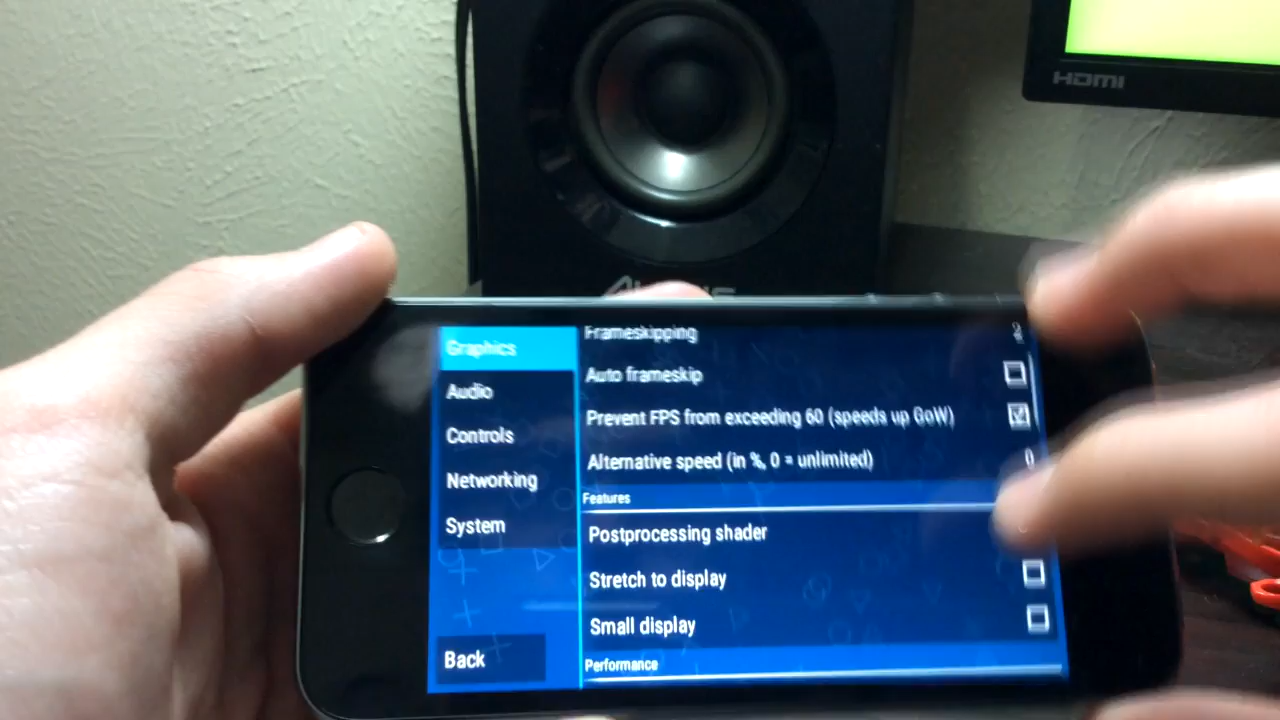 HDMI
Graphics
Audio
Controls
Networking
System
Back
Frameskipping
2
Auto frameskip
Prevent FPS from exceeding 60 (speeds up GoW)
Alternative speed (in %, 0 = unlimited)
0
Features
Postprocessing shader
Stretch to display
Small display
Performance